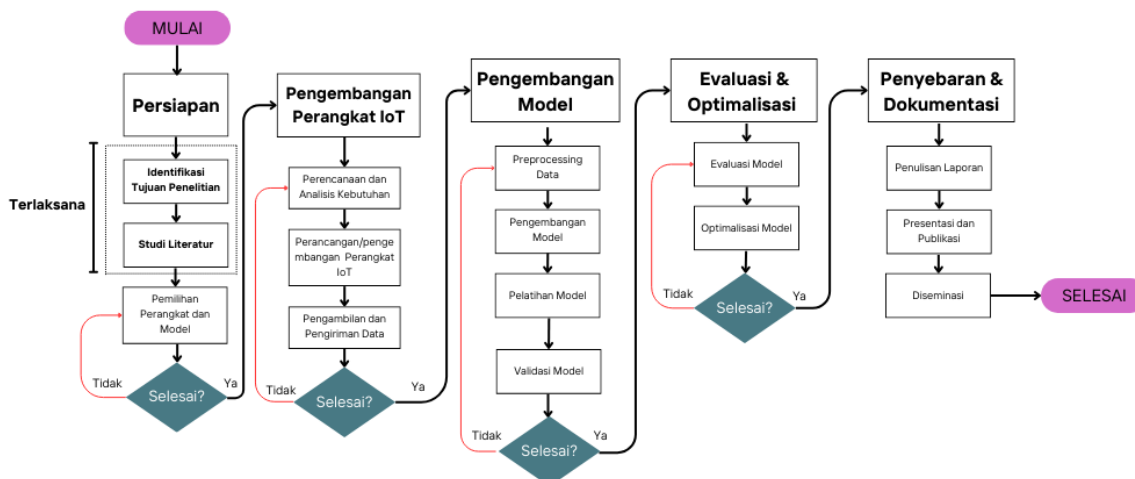 MULAI
Persiapan
Terlaksana
Identifikasi
Tujuan Penelitian
Studi Literatur
Pemilihan
Perangkat dan
Model
Tidak
Selesai?
Ya
Pengembangan
Perangkat IoT
Perencanaan dan
Analisis Kebutuhan
Perancangan/penge
mbangan Perangkat
IoT
Pengambilan dan
Pengiriman Data
Tidak
Selesai?
Ya
Pengembangan
Model
Preprocessing
Data
Pengembangan
Model
Pelatihan Model
Validasi Model
Tidak
Selesai?
Ya
Evaluasi &
Optimalisasi
Evaluasi Model
Optimalisasi Model
Tidak
Selesai?
Ya
Penyebaran &
Dokumentasi
Penulisan Laporan
Presentasi dan
Publikasi
Diseminasi
SELESAI